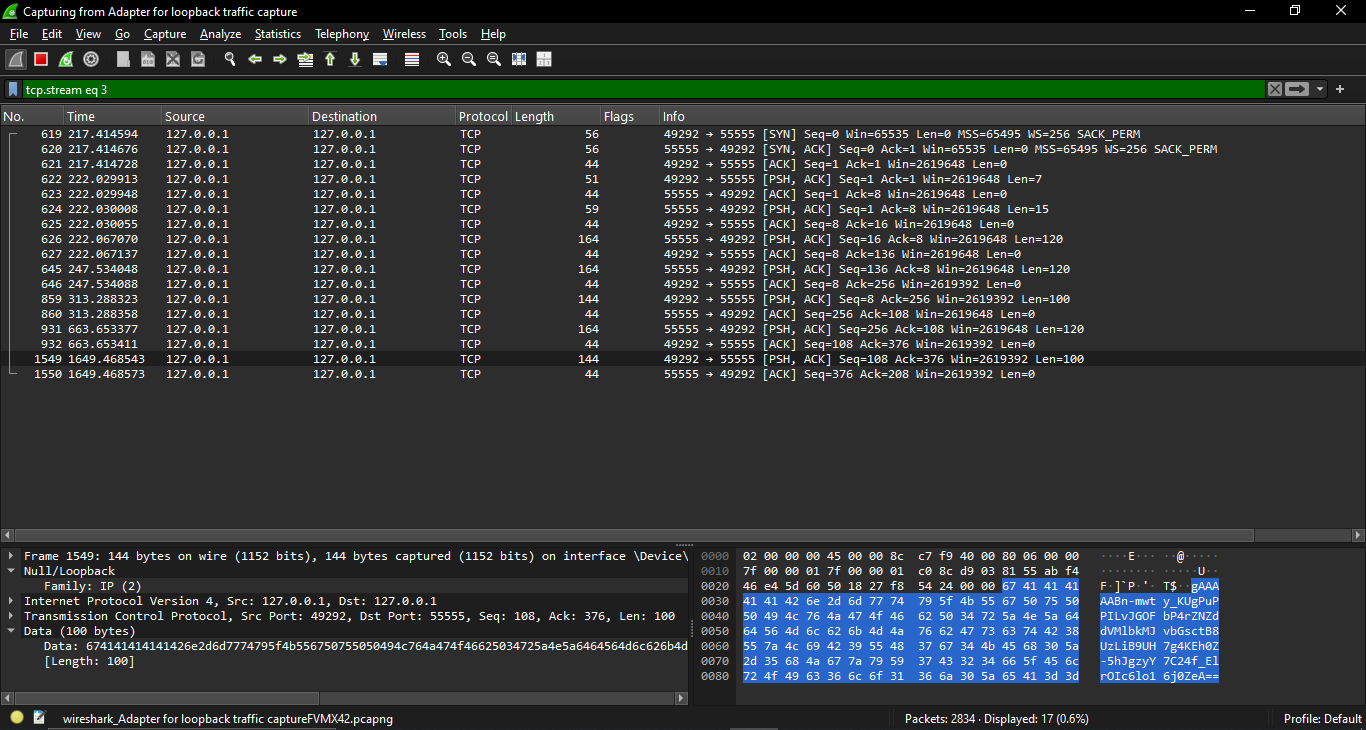 Capturing from Adapter for loopback traffic capture
File Edit View Go Capture Analyze Statistics Telephony Wireless Tools Help
tcp.stream eq 3
No. Time Source Destination Protocol Length Flags Info
619 217.414594 127.0.0.1 127.0.0.1 TCP 56 49292 → 55555 [SYN] Seq=0 Win=65535 Len=0 MSS=65495 WS=256 SACK_PERM
620 217.414676 127.0.0.1 127.0.0.1 TCP 56 55555 → 49292 [SYN, ACK] Seq=0 Ack=1 Win=65535 Len=0 MSS=65495 WS=256 SACK_PERM
621 217.414728 127.0.0.1 127.0.0.1 TCP 44 49292 → 55555 [ACK] Seq=1 Ack=1 Win=2619648 Len=0
622 222.029913 127.0.0.1 127.0.0.1 TCP 51 49292 → 55555 [PSH, ACK] Seq=1 Ack=1 Win=2619648 Len=7
623 222.029948 127.0.0.1 127.0.0.1 TCP 44 55555 → 49292 [ACK] Seq=1 Ack=8 Win=2619648 Len=0
624 222.030008 127.0.0.1 127.0.0.1 TCP 59 55555 → 49292 [PSH, ACK] Seq=1 Ack=8 Win=2619648 Len=15
625 222.030055 127.0.0.1 127.0.0.1 TCP 44 49292 → 55555 [ACK] Seq=8 Ack=16 Win=2619648 Len=0
626 222.067070 127.0.0.1 127.0.0.1 TCP 164 55555 → 49292 [PSH, ACK] Seq=16 Ack=8 Win=2619648 Len=120
627 222.067137 127.0.0.1 127.0.0.1 TCP 44 49292 → 55555 [ACK] Seq=8 Ack=136 Win=2619648 Len=0
645 247.534048 127.0.0.1 127.0.0.1 TCP 164 55555 → 49292 [PSH, ACK] Seq=136 Ack=8 Win=2619648 Len=120
646 247.534088 127.0.0.1 127.0.0.1 TCP 44 49292 → 55555 [ACK] Seq=8 Ack=256 Win=2619392 Len=0
859 313.288323 127.0.0.1 127.0.0.1 TCP 144 49292 → 55555 [PSH, ACK] Seq=8 Ack=256 Win=2619392 Len=100
860 313.288358 127.0.0.1 127.0.0.1 TCP 44 55555 → 49292 [ACK] Seq=256 Ack=108 Win=2619648 Len=0
931 663.653377 127.0.0.1 127.0.0.1 TCP 164 55555 → 49292 [PSH, ACK] Seq=256 Ack=108 Win=2619648 Len=120
932 663.653411 127.0.0.1 127.0.0.1 TCP 44 49292 → 55555 [ACK] Seq=108 Ack=376 Win=2619392 Len=0
1549 1649.468543 127.0.0.1 127.0.0.1 TCP 144 49292 → 55555 [PSH, ACK] Seq=108 Ack=376 Win=2619392 Len=100
1550 1649.468573 127.0.0.1 127.0.0.1 TCP 44 55555 → 49292 [ACK] Seq=376 Ack=208 Win=2619392 Len=0
Frame 1549: 144 bytes on wire (1152 bits), 144 bytes captured (1152 bits) on interface \Device\
Null/Loopback
Family: IP (2)
Internet Protocol Version 4, Src: 127.0.0.1, Dst: 127.0.0.1
Transmission Control Protocol, Src Port: 49292, Dst Port: 55555, Seq: 108, Ack: 376, Len: 100
Data (100 bytes)
Data: 674141414141426e2d6d7774795f4b556750755050494c764a474f46625034725a4e5a6464564d6c626b4d
[Length: 100]
0000 02 00 00 00 45 00 00 8c c7 f9 40 00 80 06 00 00 ····E··· ··@·····
0010 7f 00 00 01 7f 00 00 01 c0 8c d9 03 81 55 ab f4 ········ ·····U··
0020 46 e4 5d 60 50 18 27 f8 54 24 00 00 67 41 41 41 F·]`P·'· T$··gAAA
0030 41 41 42 6e 2d 6d 77 74 79 5f 4b 55 67 50 75 50 AABn-mwt y_KUgPuP
0040 50 49 4c 76 4a 47 4f 46 62 50 34 72 5a 4e 5a 64 PILvJGOF bP4rZNZd
0050 64 56 4d 6c 62 6b 4d 4a 76 62 47 73 63 74 42 38 dVMlbkMJ vbGsctB8
0060 55 7a 4c 69 42 39 55 48 37 67 34 4b 45 68 30 5a UzLiB9UH 7g4KEh0Z
0070 2d 35 68 4a 67 7a 79 59 37 43 32 34 66 5f 45 6c -5hJgzyY 7C24f_El
0080 72 4f 49 63 36 6c 6f 31 36 6a 30 5a 65 41 3d 3d rOIc6lo1 6j0ZeA==
wireshark_Adapter for loopback traffic captureFVMX42.pcapng
Packets: 2834 · Displayed: 17 (0.6%)
Profile: Default